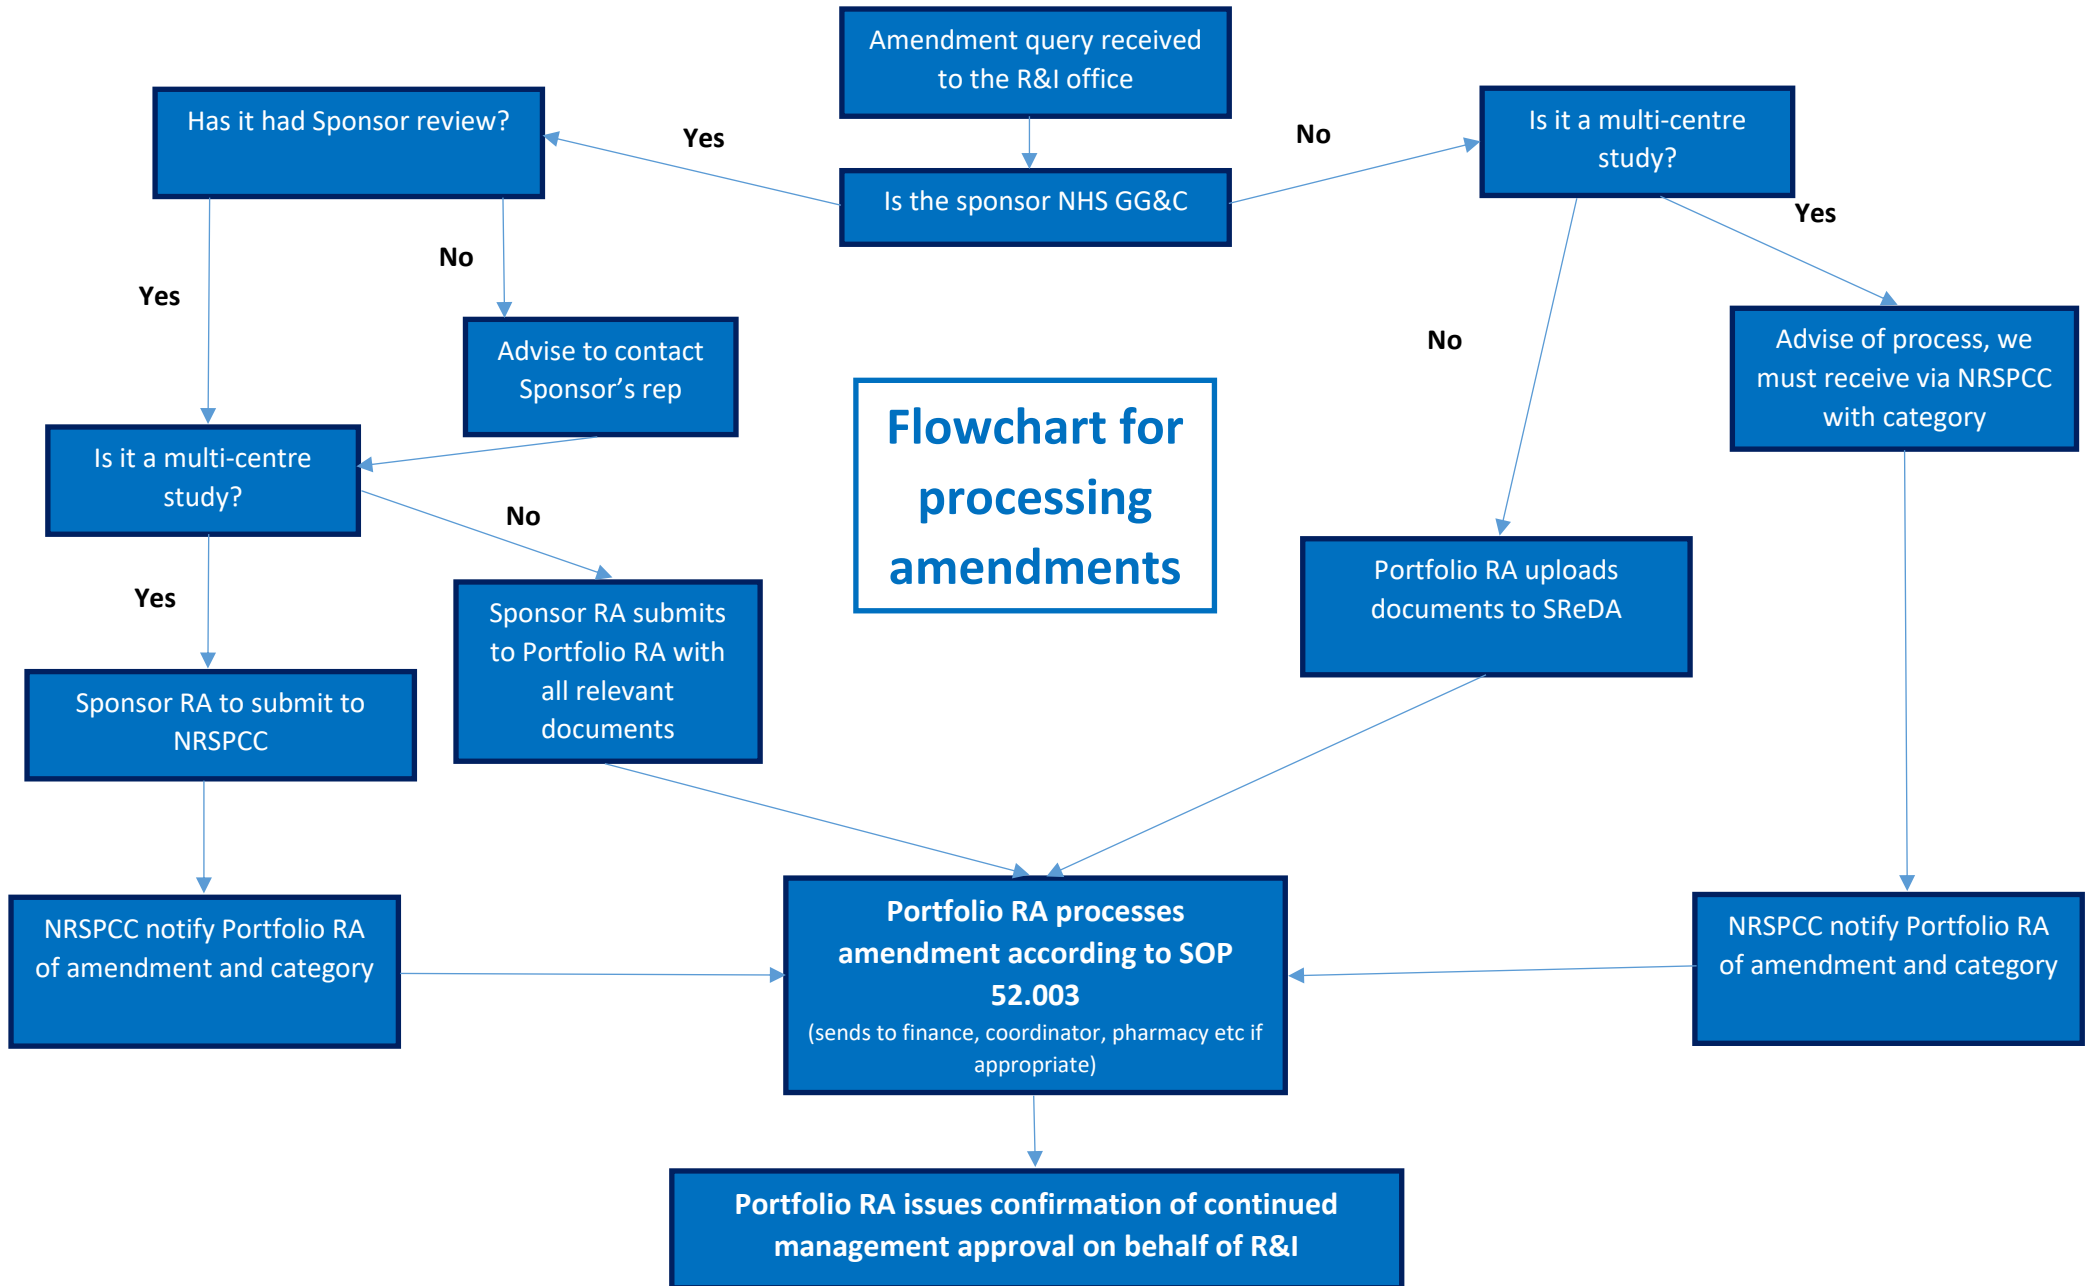 Amendment query received
to the R&I office
Has it had Sponsor review?
Yes
Is the sponsor NHS GG&C
No
Is it a multi-centre
study?
Yes
No
Yes
No
Advise to contact
Sponsor’s rep
Advise of process, we
must receive via NRSPCC
with category
Flowchart for
processing
amendments
Is it a multi-centre
study?
No
Yes
Portfolio RA uploads
documents to SReDA
Sponsor RA submits
to Portfolio RA with
all relevant
documents
Sponsor RA to submit to
NRSPCC
NRSPCC notify Portfolio RA
of amendment and category
Portfolio RA processes
amendment according to SOP
52.003
(sends to finance, coordinator, pharmacy etc if
appropriate)
NRSPCC notify Portfolio RA
of amendment and category
Portfolio RA issues confirmation of continued
management approval on behalf of R&I